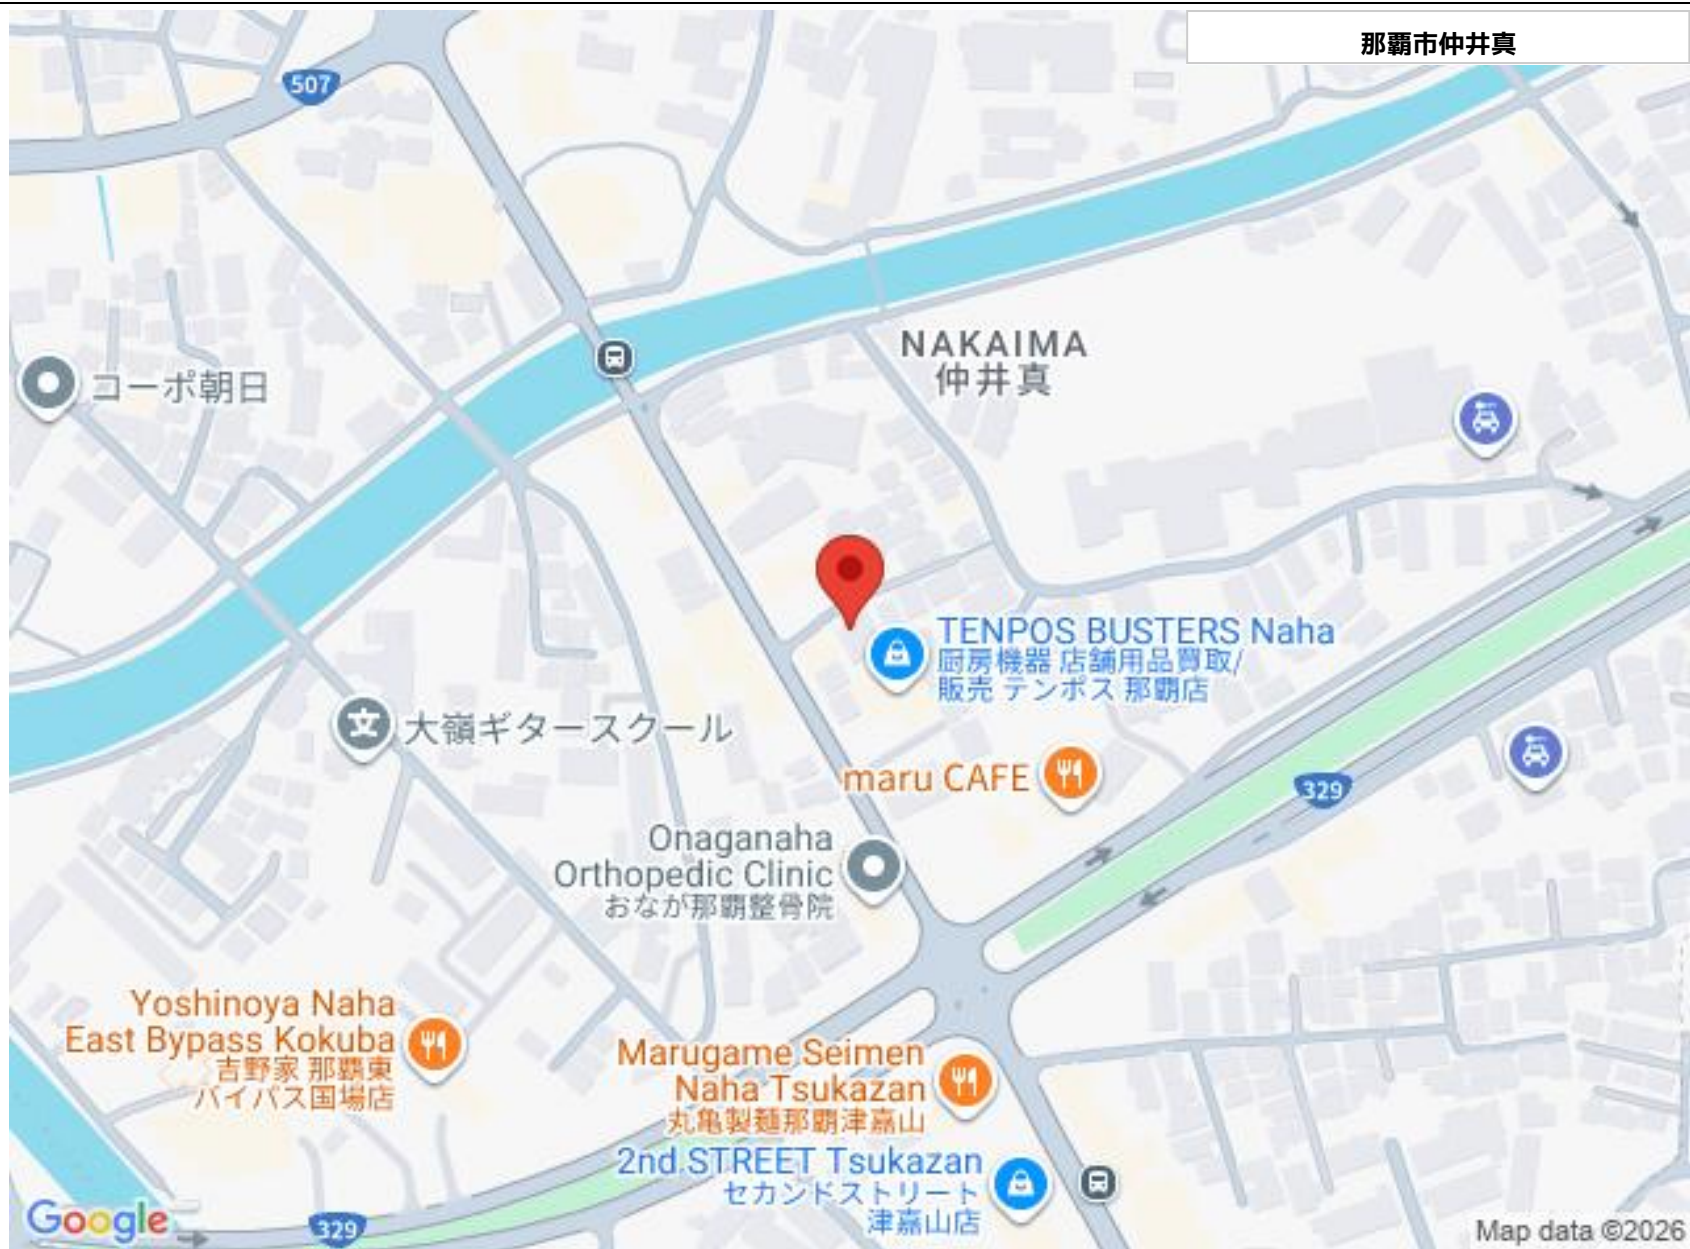 那覇市仲井真
507
NAKAIMA
仲井真
コーポ朝日
TENPOS BUSTERS Naha
厨房機器 店舗用品買取/
販売 テンポス 那覇店
大嶺ギタースクール
maru CAFE
329
Onaganaha
Orthopedic Clinic
おなが那覇整骨院
Yoshinoya Naha
East Bypass Kokuba
吉野家 那覇東
バイパス国場店
Marugame Seimen
Naha Tsukazan
丸亀製麺那覇津嘉山
2nd STREET Tsukazan
セカンドストリート
津嘉山店
Google
329
Map data ©2026